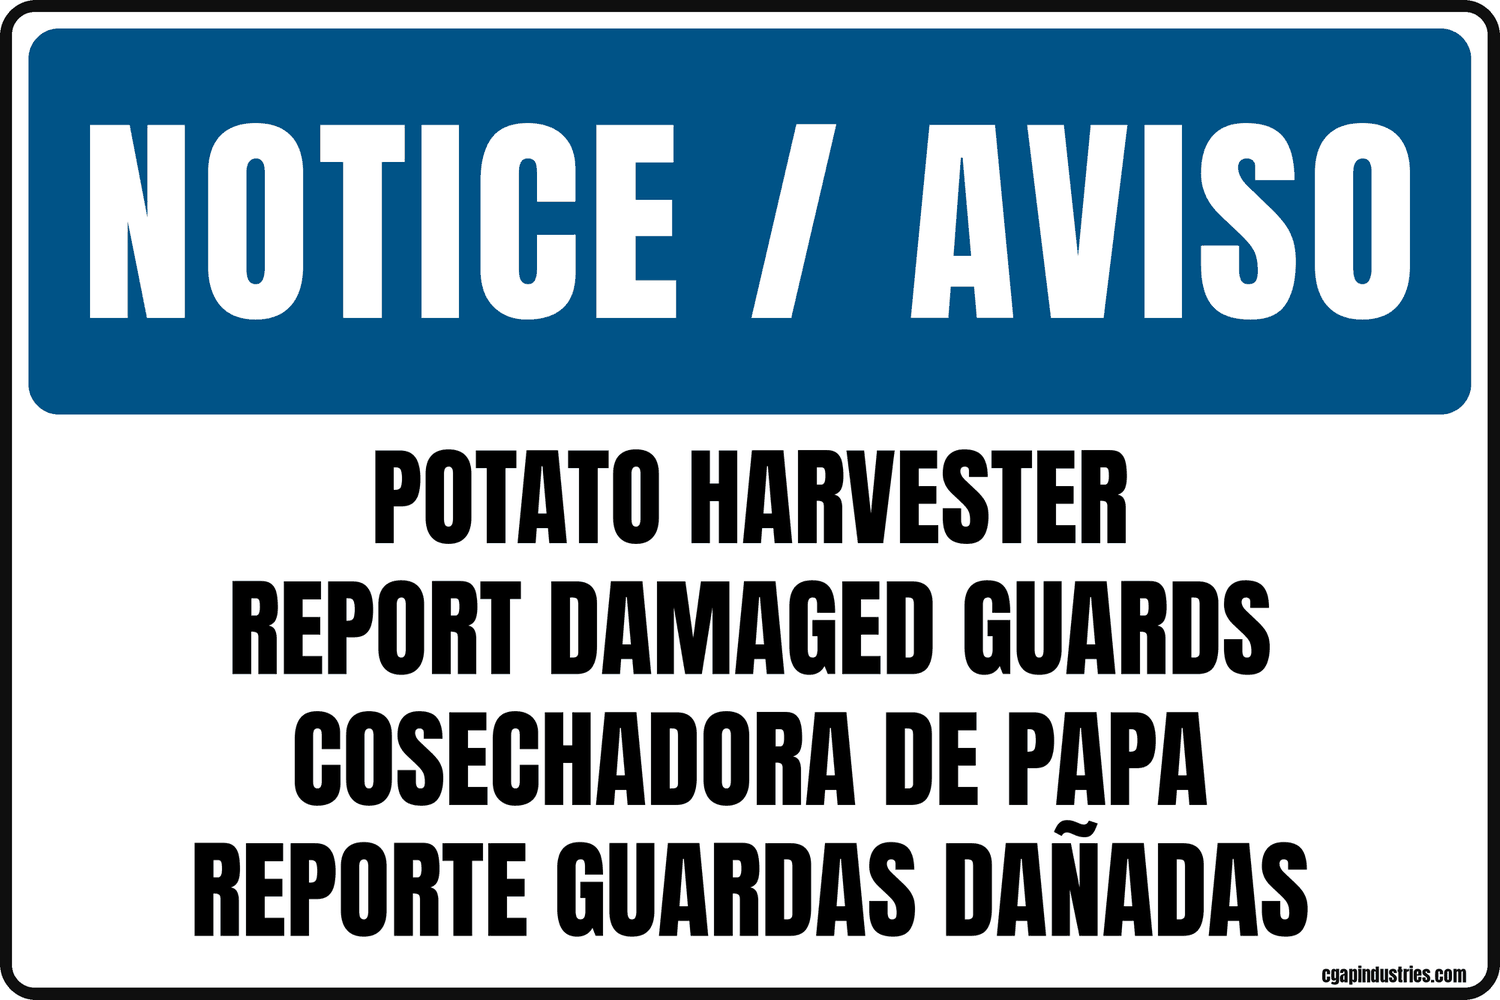 NOTICE / AVISO
POTATO HARVESTER
REPORT DAMAGED GUARDS
COSECHADORA DE PAPA
REPORTE GUARDAS DAÑADAS
cgapindustries.com